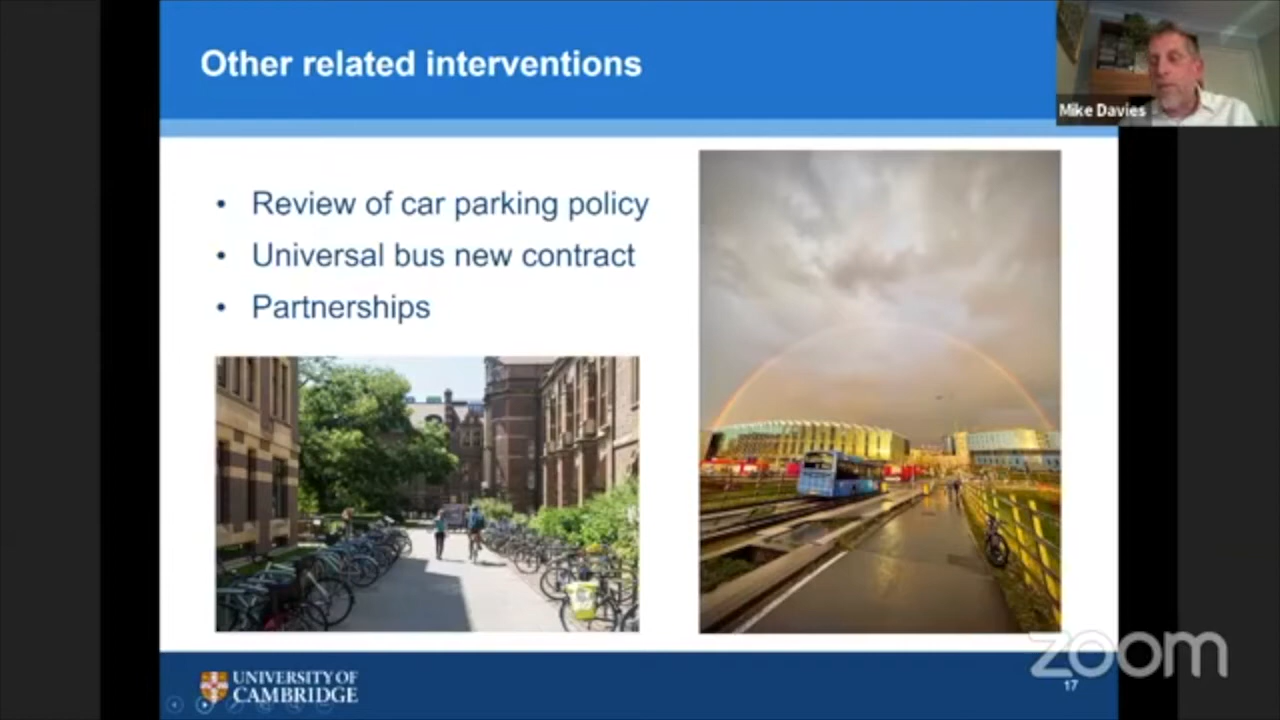 Other related interventions
Mike Davies
• Review of car parking policy
• Universal bus new contract
• Partnerships
UNIVERSITY OF
CAMBRIDGE
zoom
17